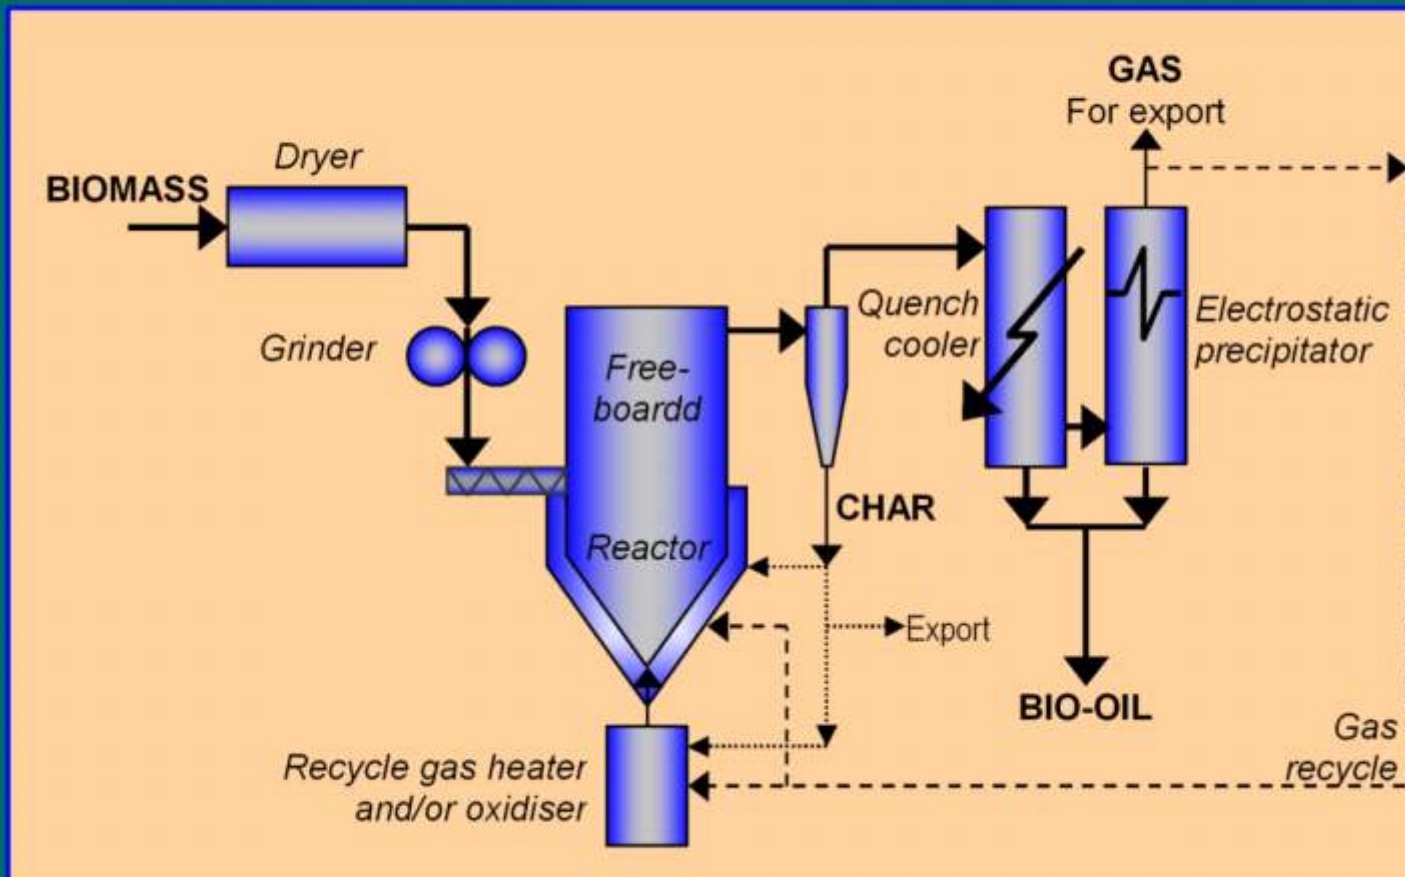 GAS
For export
Dryer
BIOMASS
Grinder
Free-
boardd
Reactor
Quench
cooler
Electrostatic
precipitator
CHAR
Export
BIO-OIL
Gas
recycle
Recycle gas heater
and/or oxidiser